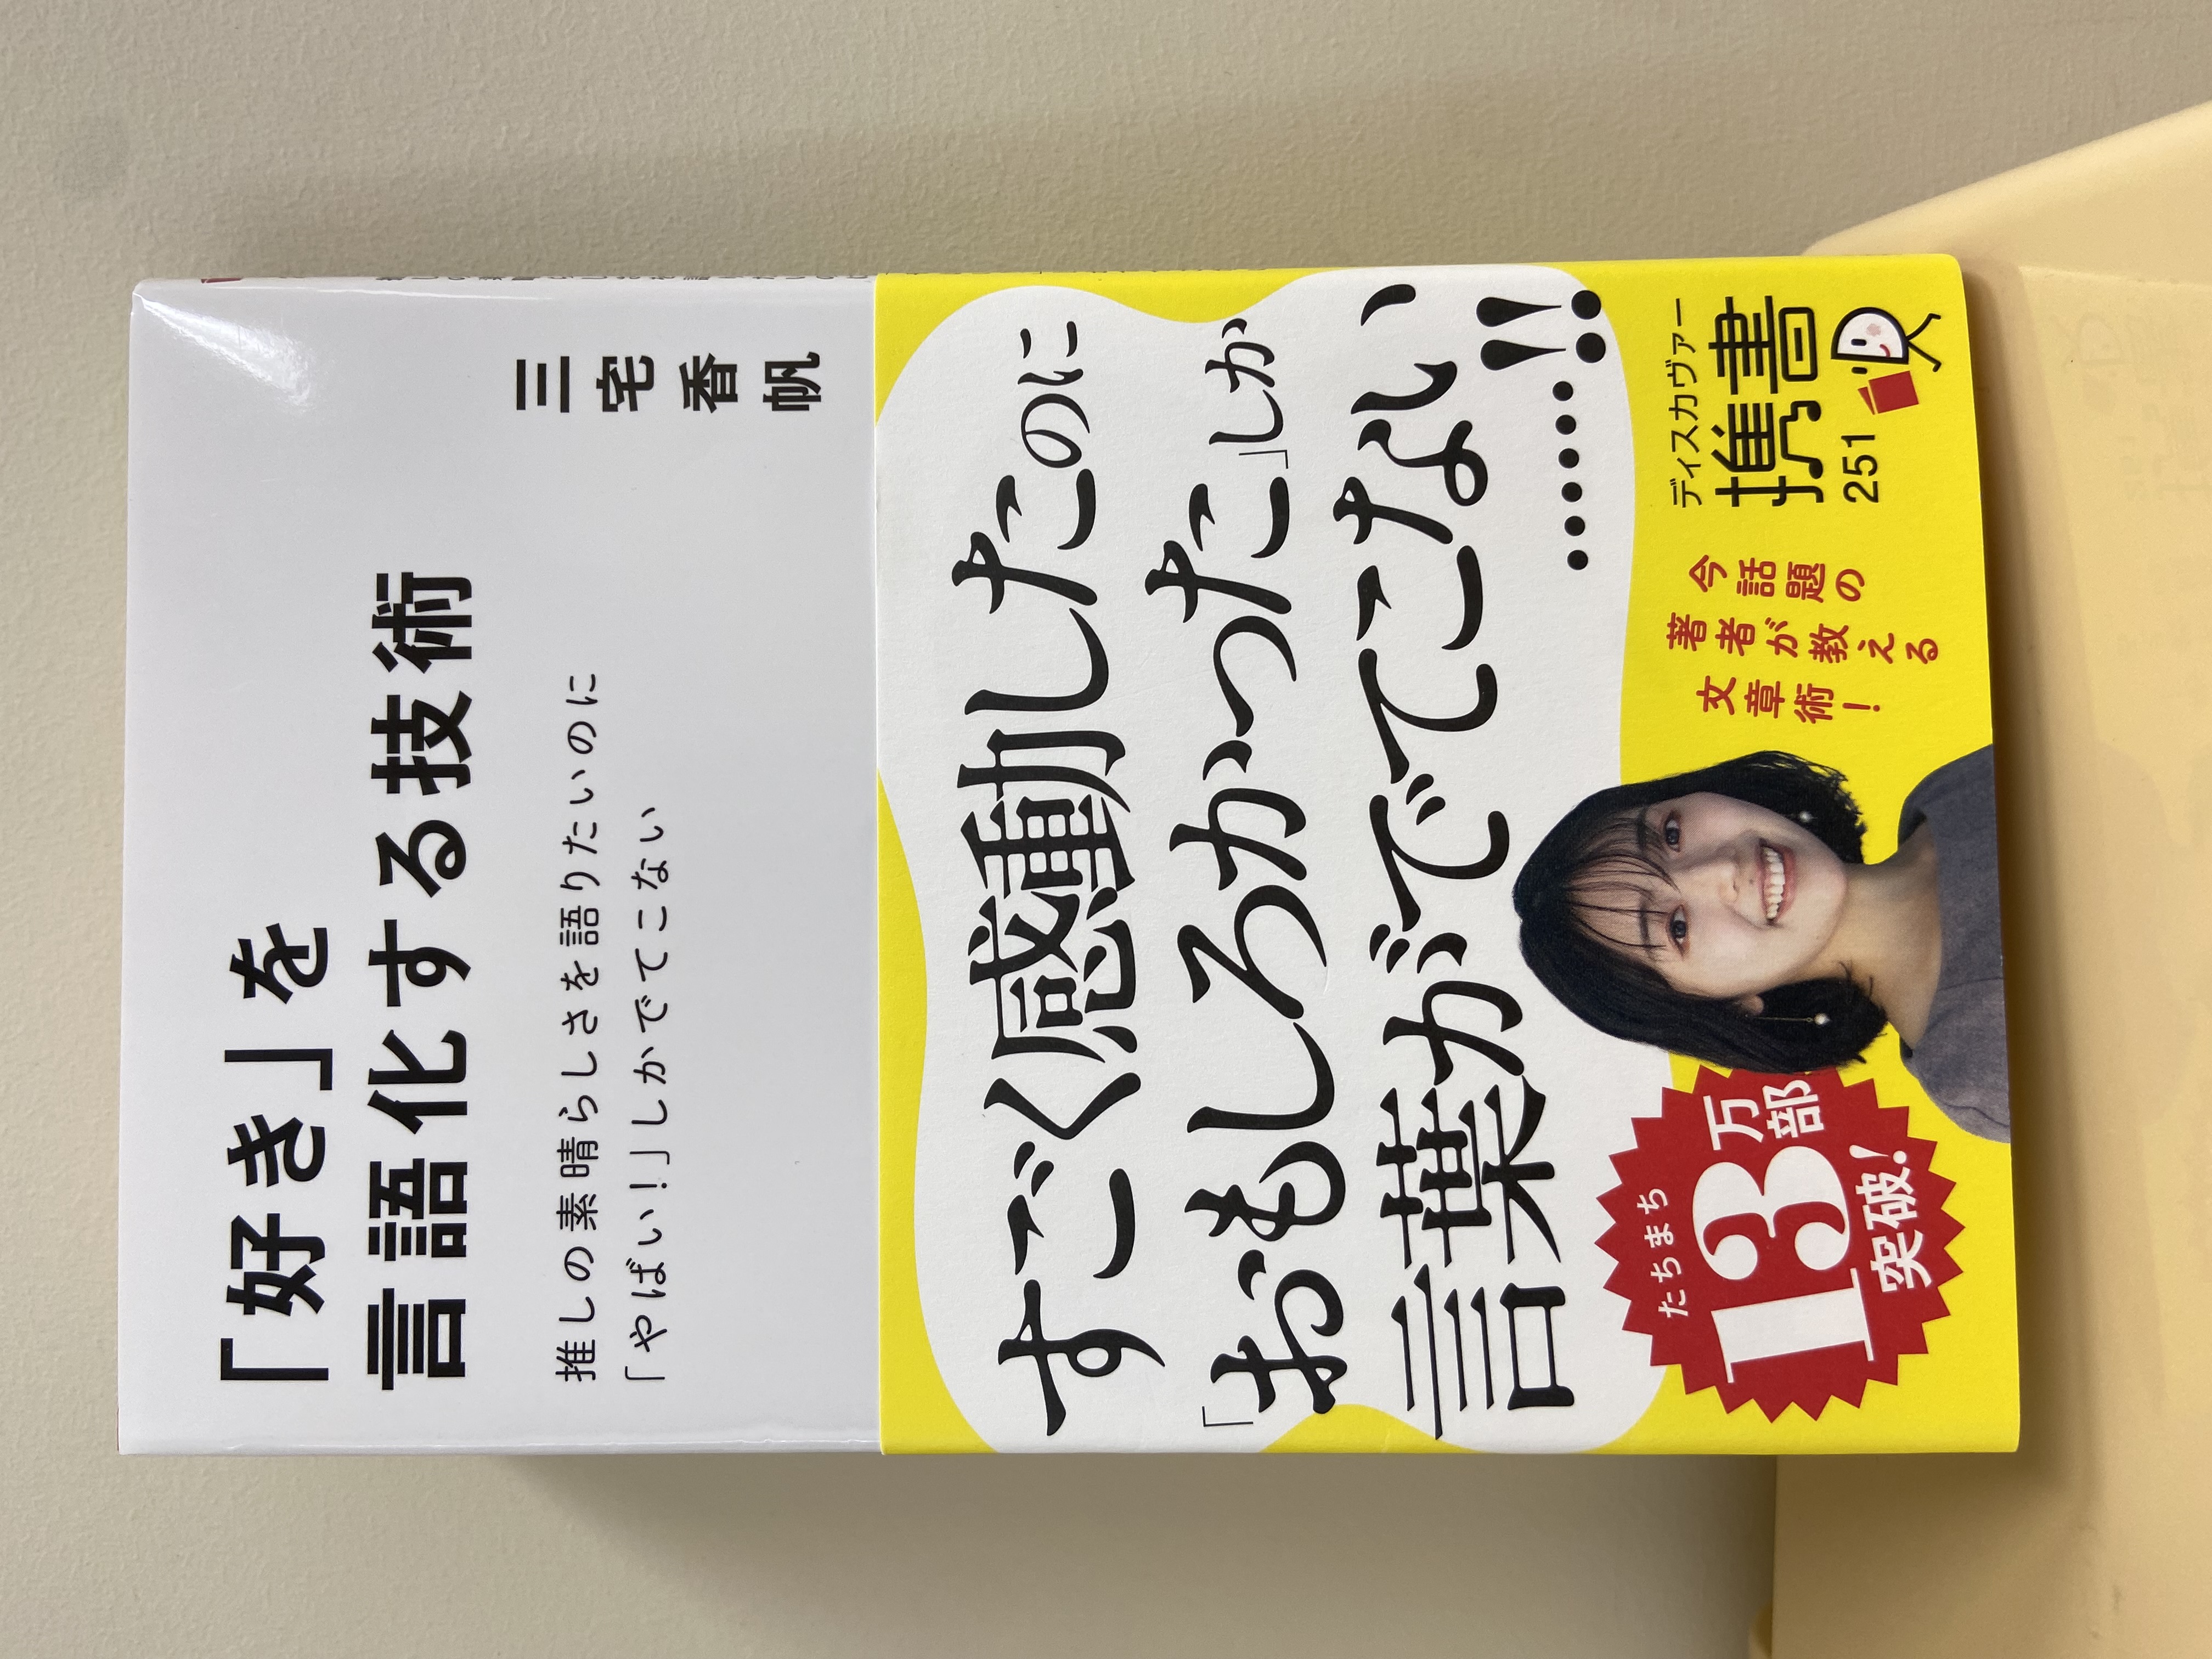 「好き」を
言語化する技術
推しの素晴らしさを語りたいのに
「やばい！」しかでてこない
三宅香帆
すごく感動したのに
「おもしろかった」しか
言葉がでてこない
……!!
たちまち
13万部
突破!
今話題の
著者が教える
文章術!
ディスカヴァー
携書
251